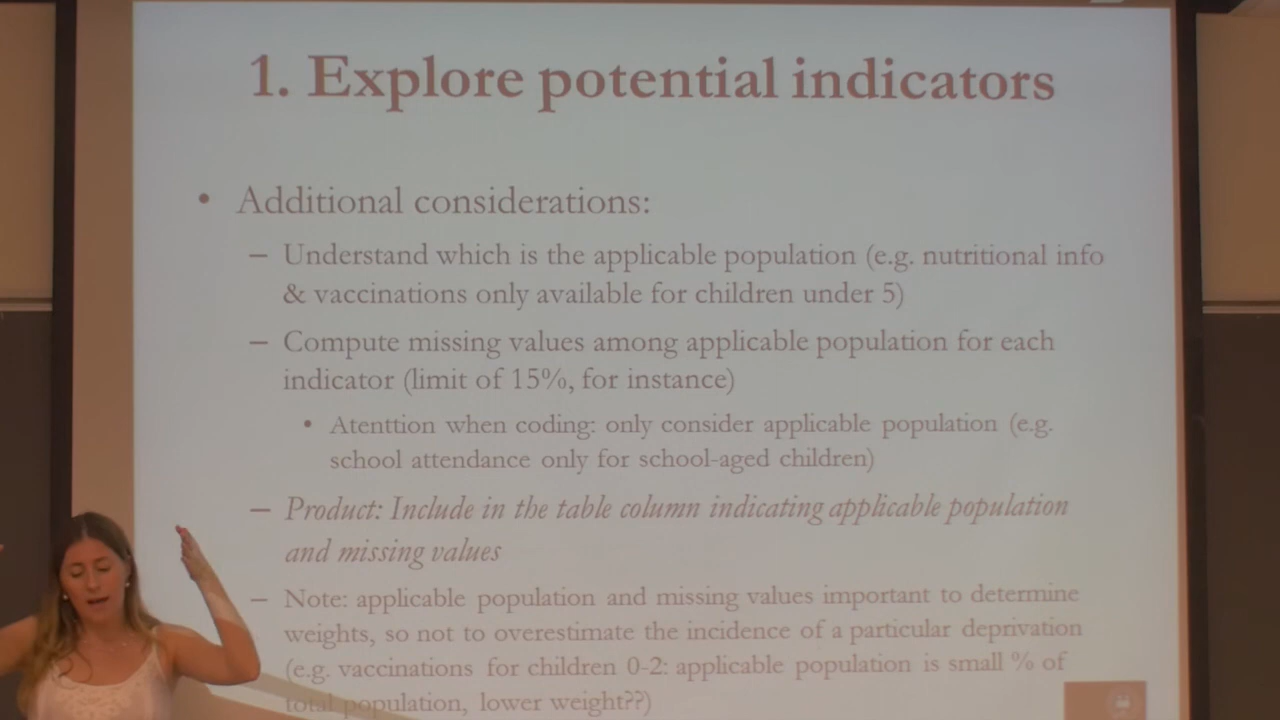 1. Explore potential indicators
• Additional considerations:
– Understand which is the applicable population (e.g. nutritional info
& vaccinations only available for children under 5)
– Compute missing values among applicable population for each
indicator (limit of 15%, for instance)
• Atenttion when coding: only consider applicable population (e.g.
school attendance only for school-aged children)
– Product: Include in the table column indicating applicable population
and missing values
– Note: applicable population and missing values important to determine
weights, so not to overestimate the incidence of a particular deprivation
(e.g. vaccinations for children 0-2: applicable population is small % of
total population, lower weight??)